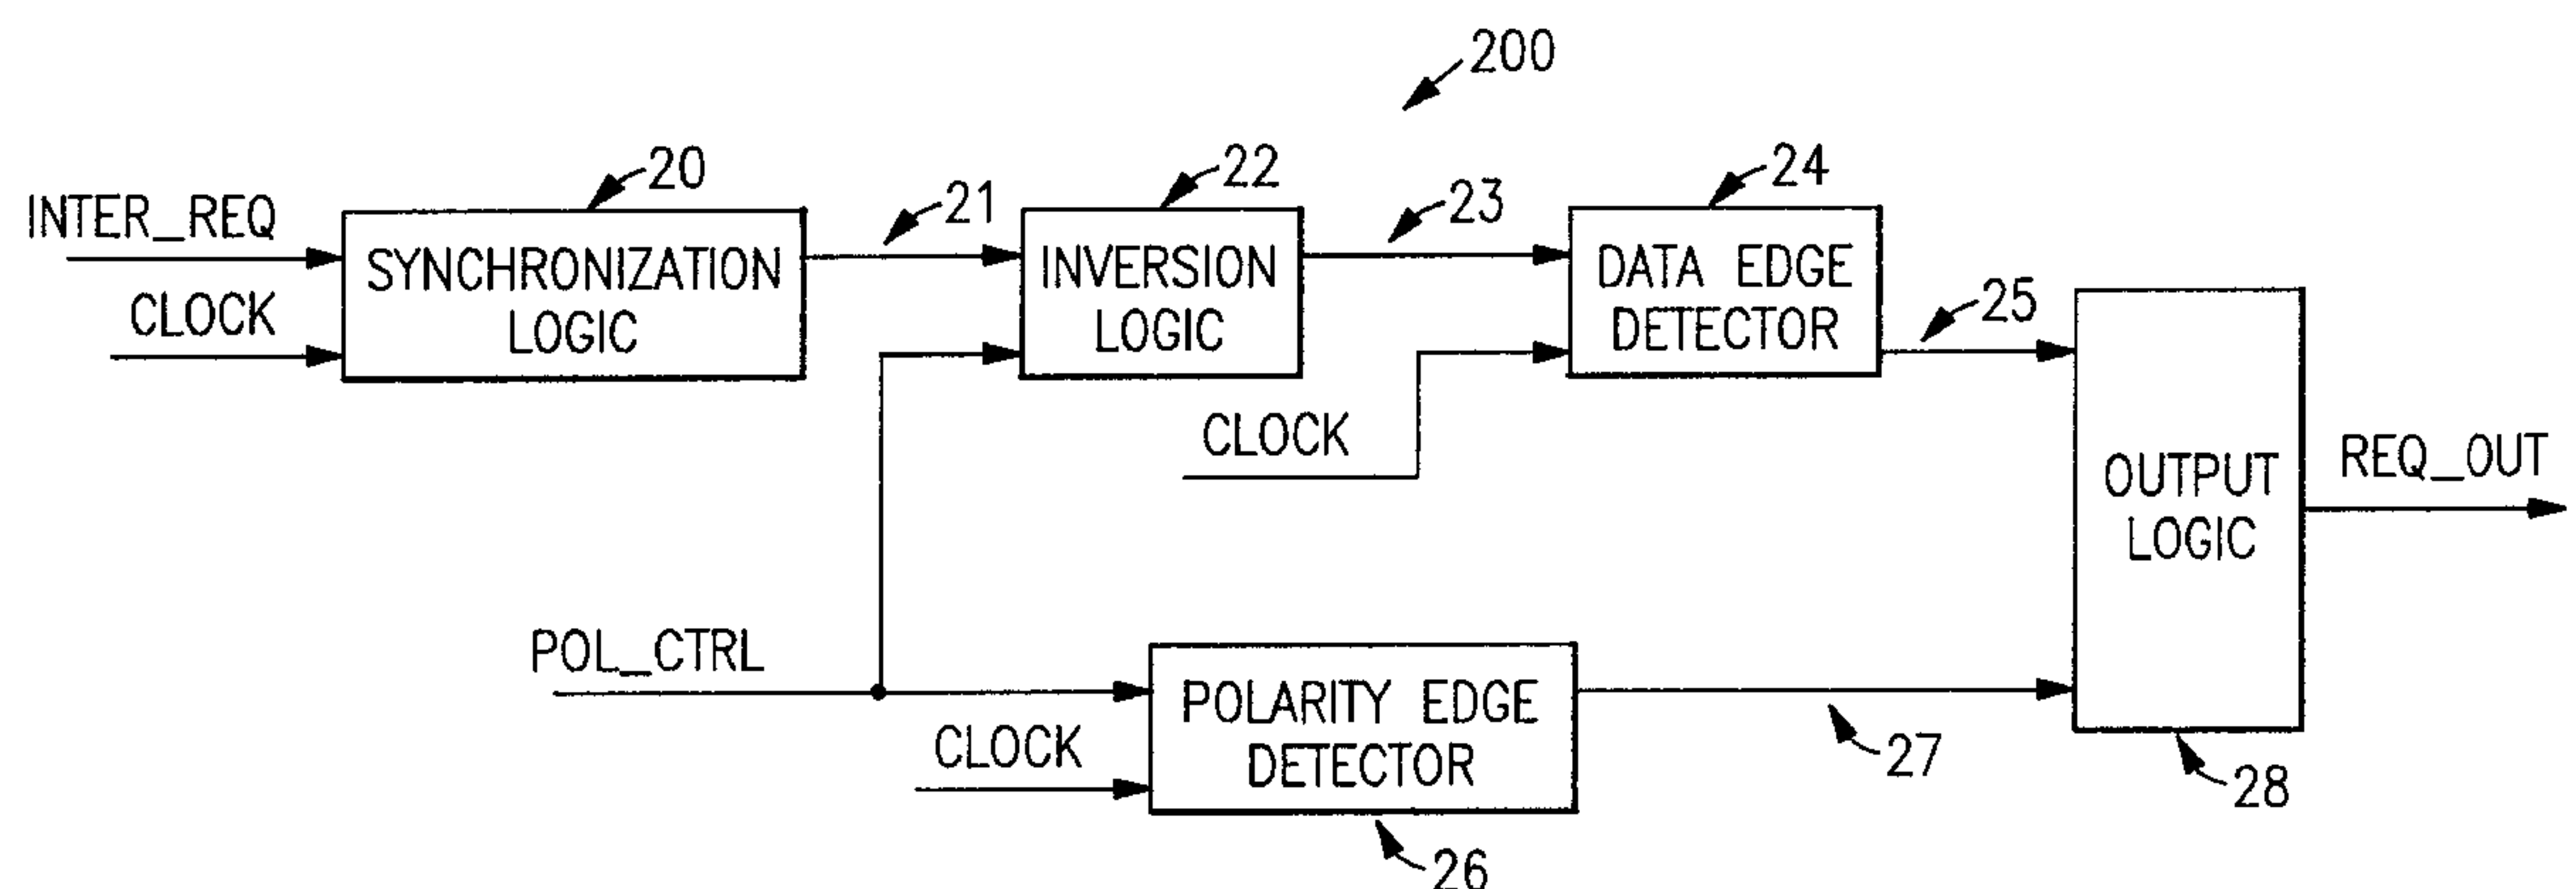 200
20
22
24
INTER_REQ
21
23
SYNCHRONIZATION
LOGIC
INVERSION
LOGIC
DATA EDGE
DETECTOR
CLOCK
25
CLOCK
OUTPUT
LOGIC
REQ_OUT
POL_CTRL
POLARITY EDGE
DETECTOR
CLOCK
27
28
26